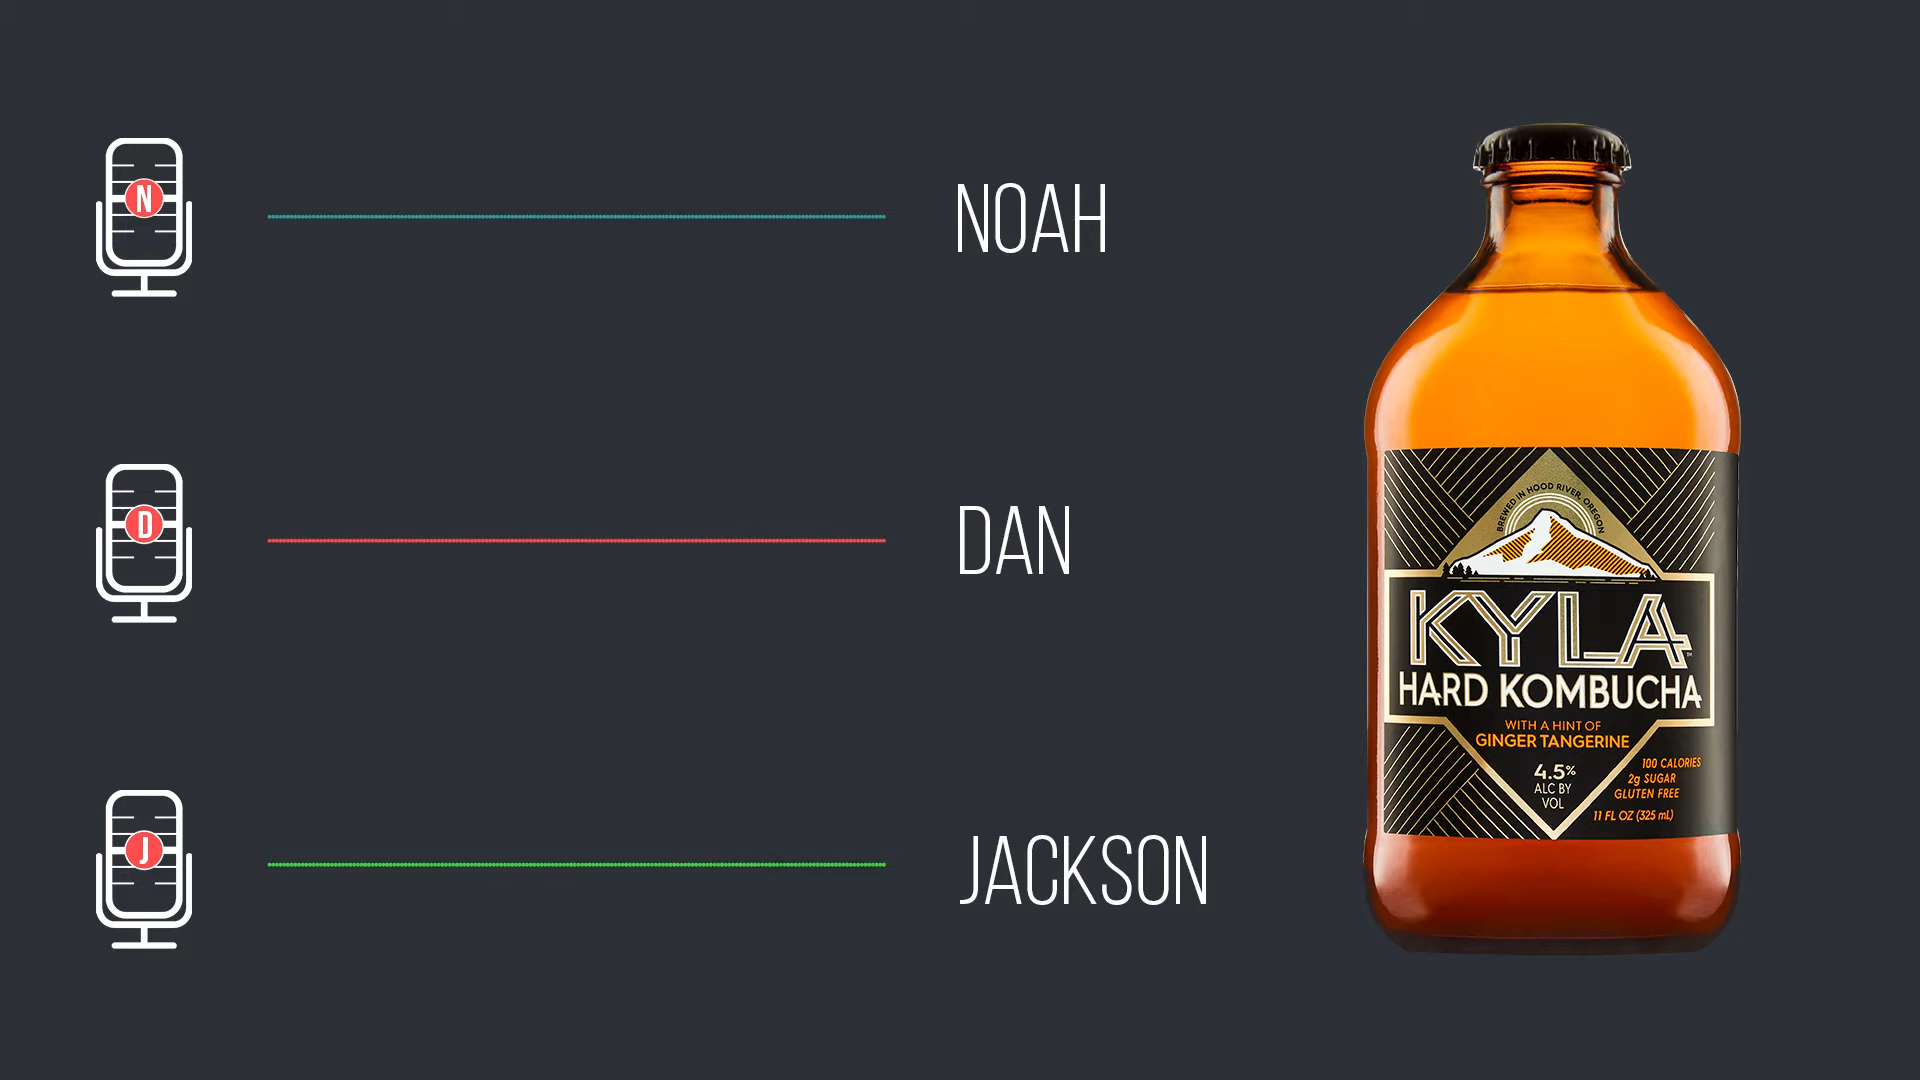 N
NOAH
D
DAN
J
JACKSON
BREWED IN HOOD RIVER, OREGON
KYLA™
HARD KOMBUCHA
WITH A HINT OF
GINGER TANGERINE
4.5%
ALC BY
VOL
100 CALORIES
2g SUGAR
GLUTEN FREE
11 FL OZ (325 mL)